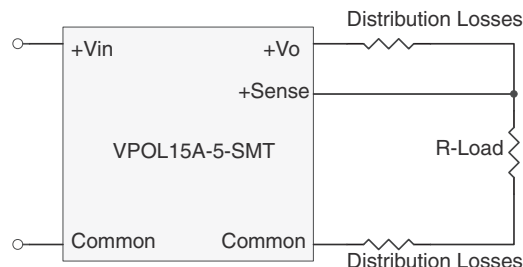 Distribution Losses
+Vin
+Vo
+Sense
VPOL15A-5-SMT
R-Load
Common
Common
Distribution Losses